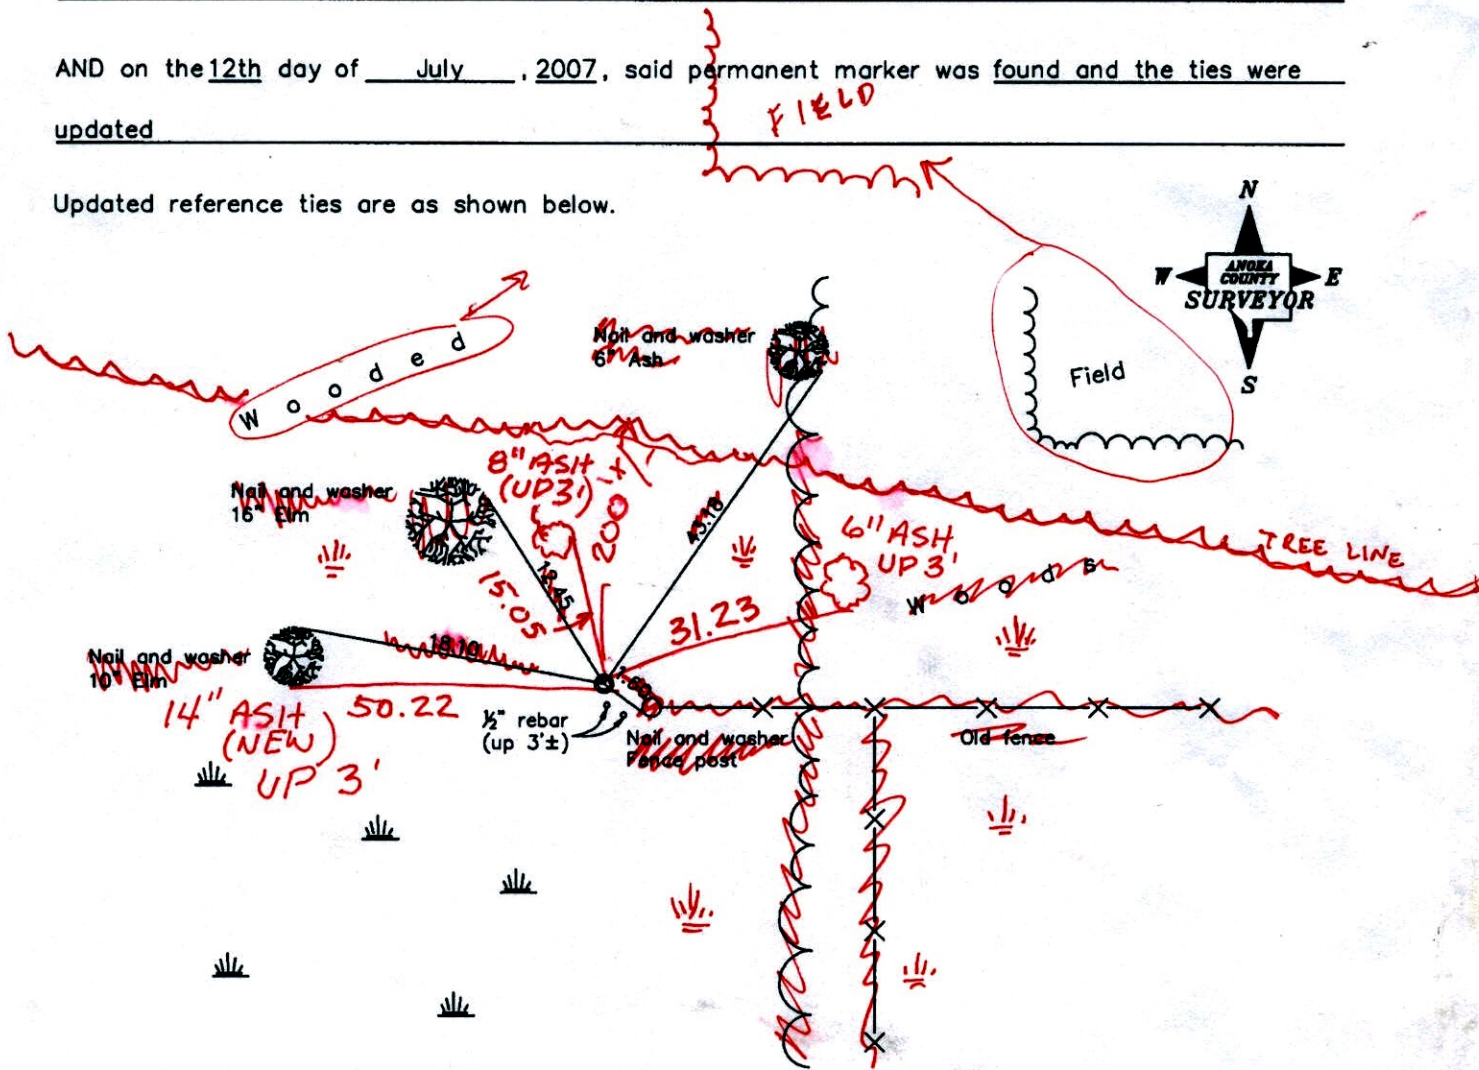 AND on the 12th day of July, 2007, said permanent marker was found and the ties were
updated
FIELD
Updated reference ties are as shown below.
N
W
ANOKA
COUNTY
E
SURVEYOR
S
Wooded
Nail and washer
6" Ash
Field
8" ASH
(UP 3')
200'±
Nail and washer
16" Elm
43.18
6" ASH
UP 3'
TREE LINE
12.45
15.05
Woods
31.23
18.10
Nail and washer
10" Elm
14" ASH
(NEW)
UP 3'
50.22
½" rebar
(up 3'±)
Nail and washer
Fence post
Old fence